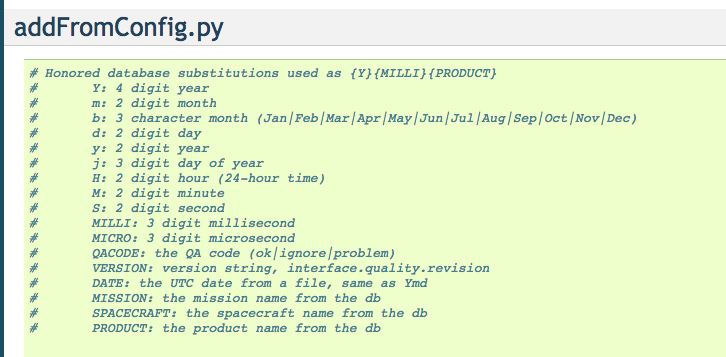 addFromConfig.py
# Honored database substitutions used as {Y}{MILLI}{PRODUCT}
#       Y: 4 digit year
#       m: 2 digit month
#       b: 3 character month (Jan|Feb|Mar|Apr|May|Jun|Jul|Aug|Sep|Oct|Nov|Dec)
#       d: 2 digit day
#       y: 2 digit year
#       j: 3 digit day of year
#       H: 2 digit hour (24-hour time)
#       M: 2 digit minute
#       S: 2 digit second
#       MILLI: 3 digit millisecond
#       MICRO: 3 digit microsecond
#       QACODE: the QA code (ok|ignore|problem)
#       VERSION: version string, interface.quality.revision
#       DATE: the UTC date from a file, same as Ymd
#       MISSION: the mission name from the db
#       SPACECRAFT: the spacecraft name from the db
#       PRODUCT: the product name from the db